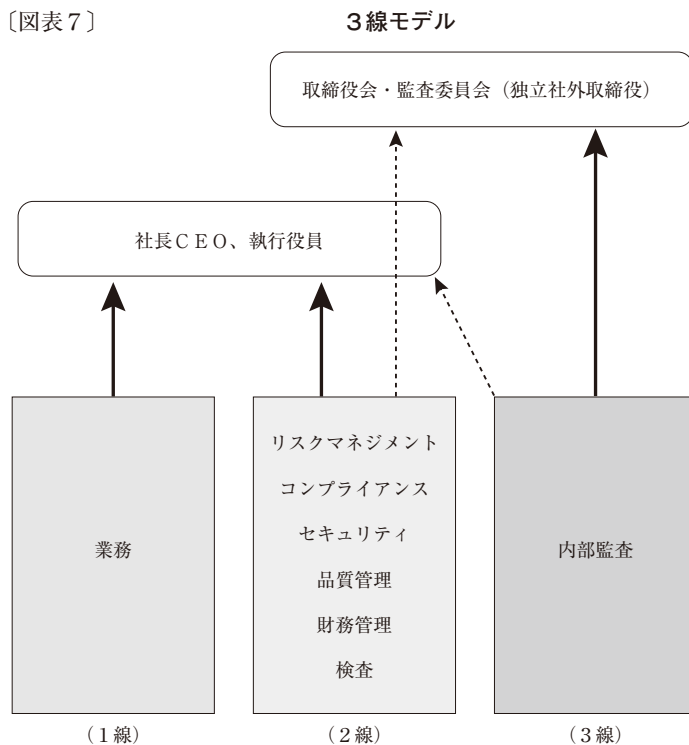 〔図表７〕
３線モデル
取締役会・監査委員会（独立社外取締役）
社長ＣＥＯ、執行役員
業務
リスクマネジメント
コンプライアンス
セキュリティ
品質管理
財務管理
検査
内部監査
（１線）
（２線）
（３線）